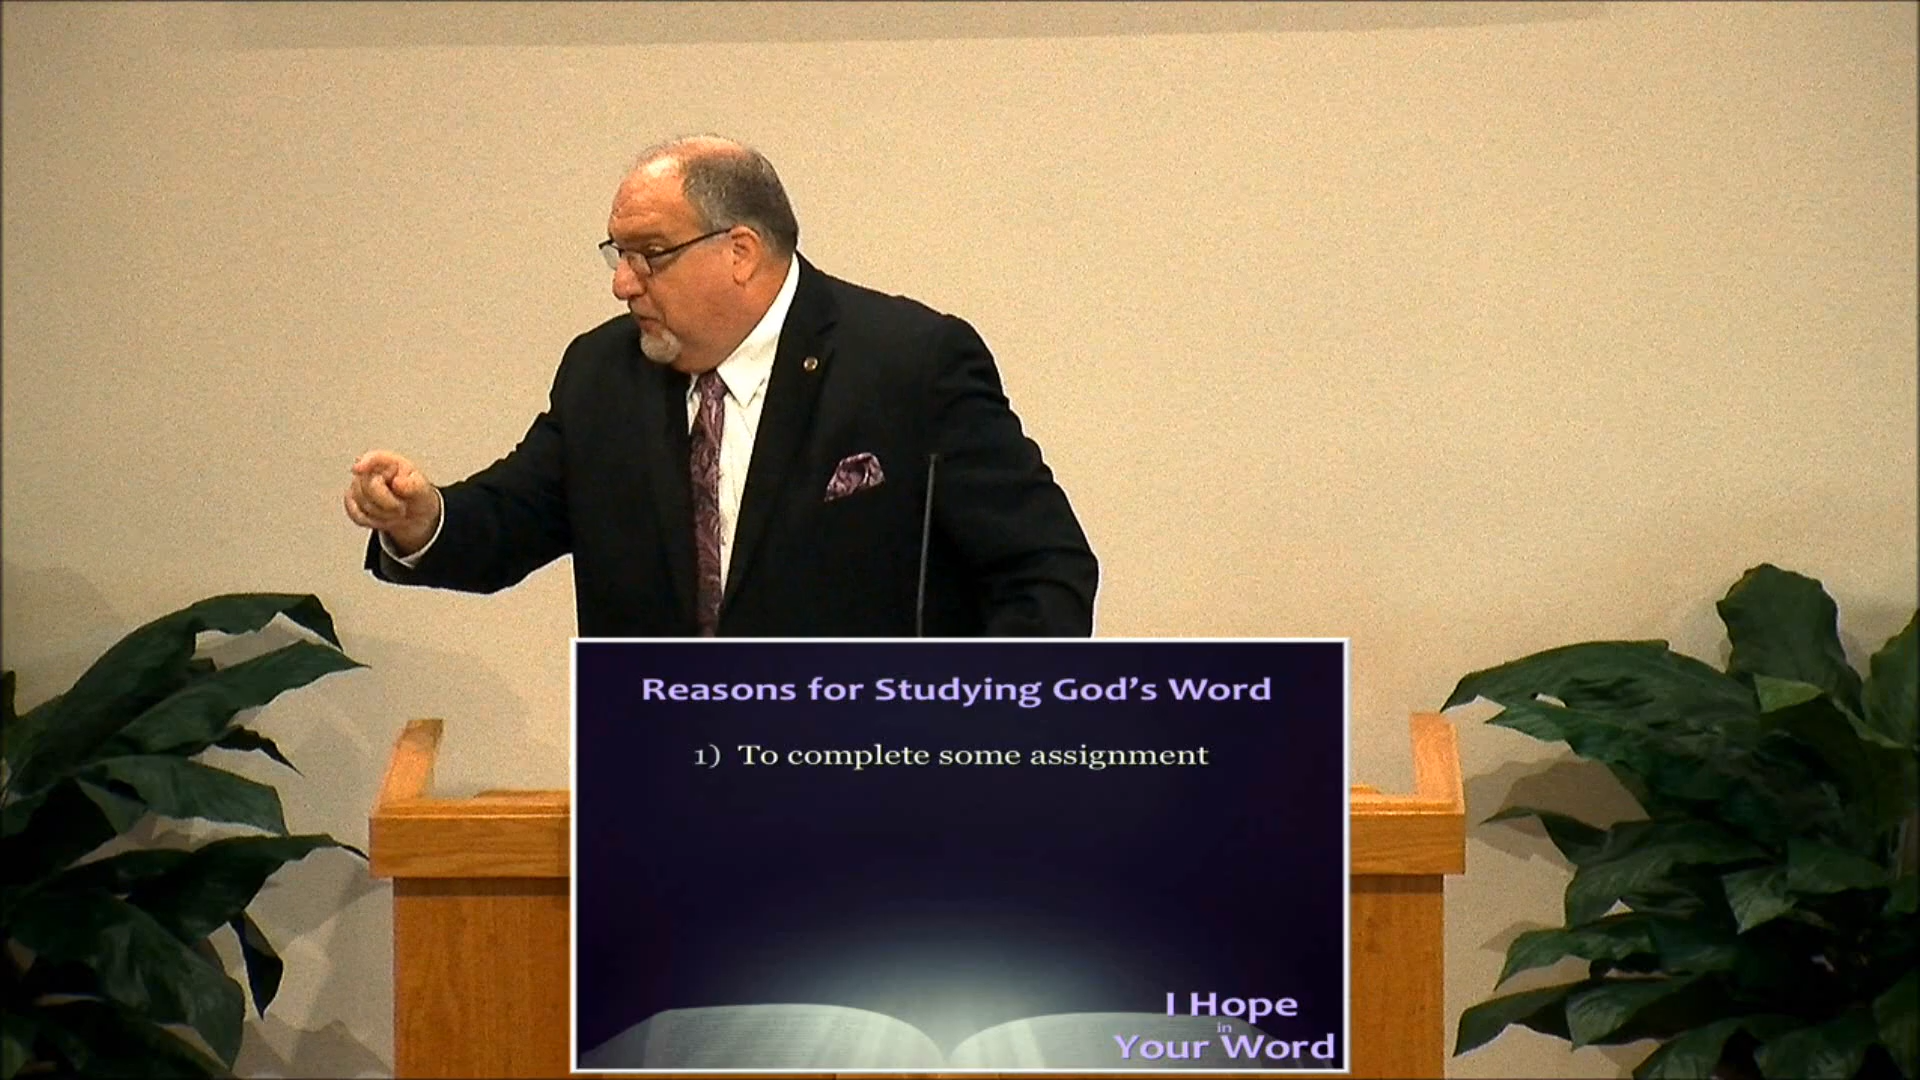 Reasons for Studying God's Word
1) To complete some assignment
I Hope
in
Your Word